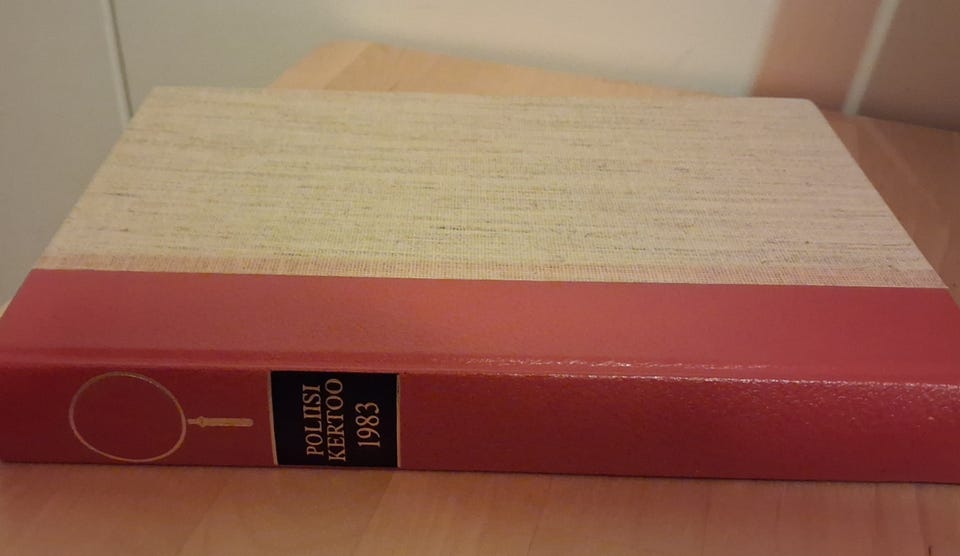 POLIISI
KERTOO
1983